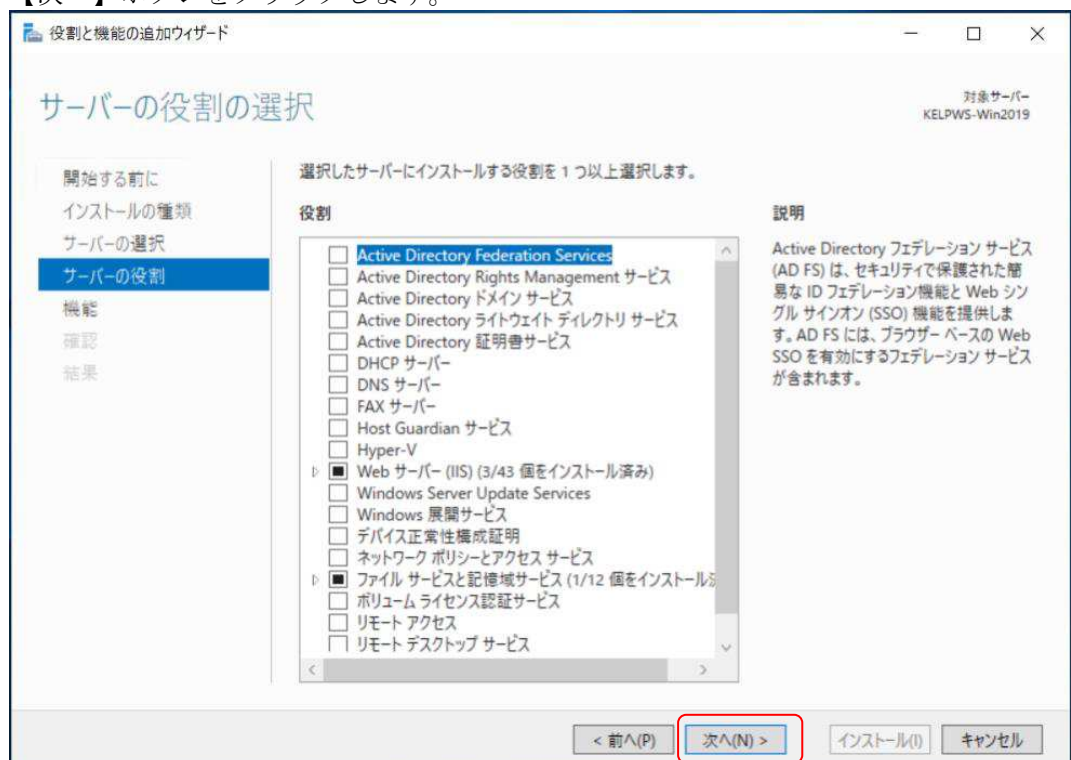 ボタンをクリックします。
役割と機能の追加ウィザード
サーバーの役割の選択
対象サーバー
KELPWS-Win2019
開始する前に
インストールの種類
サーバーの選択
サーバーの役割
機能
確認
結果
選択したサーバーにインストールする役割を 1 つ以上選択します。
役割
Active Directory Federation Services
Active Directory Rights Management サービス
Active Directory ドメイン サービス
Active Directory ライトウェイト ディレクトリ サービス
Active Directory 証明書サービス
DHCP サーバー
DNS サーバー
FAX サーバー
Host Guardian サービス
Hyper-V
Web サーバー (IIS) (3/43 個をインストール済み)
Windows Server Update Services
Windows 展開サービス
デバイス正常性構成証明
ネットワーク ポリシーとアクセス サービス
ファイル サービスと記憶域サービス (1/12 個をインストール
ボリューム ライセンス認証サービス
リモート アクセス
リモート デスクトップ サービス
説明
Active Directory フェデレーション サービス
(AD FS) は、セキュリティで保護された簡
易な ID フェデレーション機能と Web シン
グル サインオン (SSO) 機能を提供しま
す。AD FS には、ブラウザー ベースの Web
SSO を有効にするフェデレーション サービス
が含まれます。
< 前へ(P)
次へ(N) >
インストール(I)
キャンセル